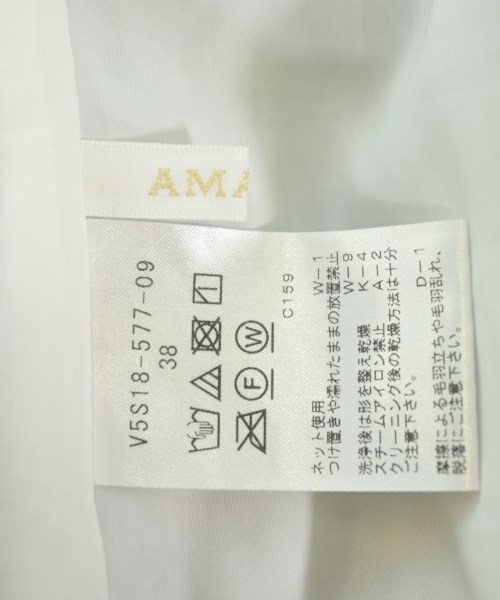 AMA
V5S18-577-09
38
F W
C159
ネット使用 W-1
つけ置きや濡れたままの放置禁止 W-9
洗浄後は形を整え乾燥 K-4
スチームアイロン禁止 A-2
クリーニング後の乾燥方法は十分
ご注意下さい。
D-1
摩擦による毛羽立ちや毛羽乱れ、
脱落にご注意下さい。